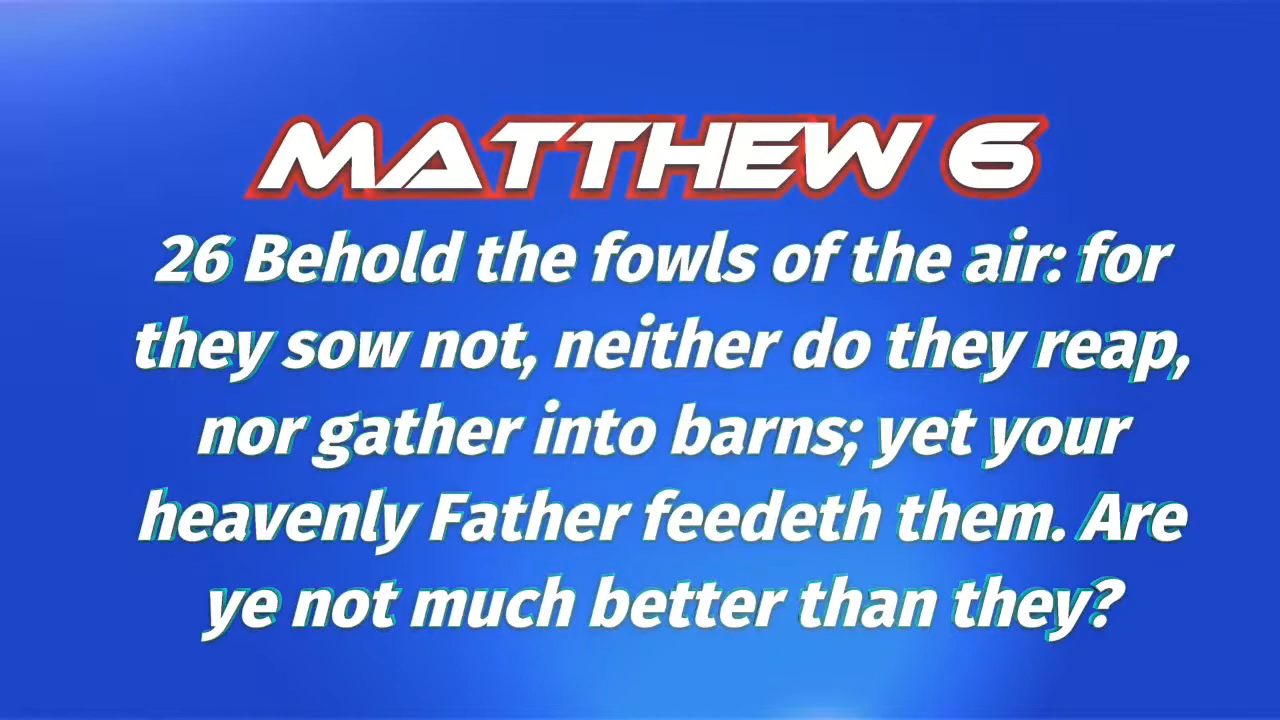 MATTHEW 6
26 Behold the fowls of the air: for
they sow not, neither do they reap,
nor gather into barns; yet your
heavenly Father feedeth them. Are
ye not much better than they?